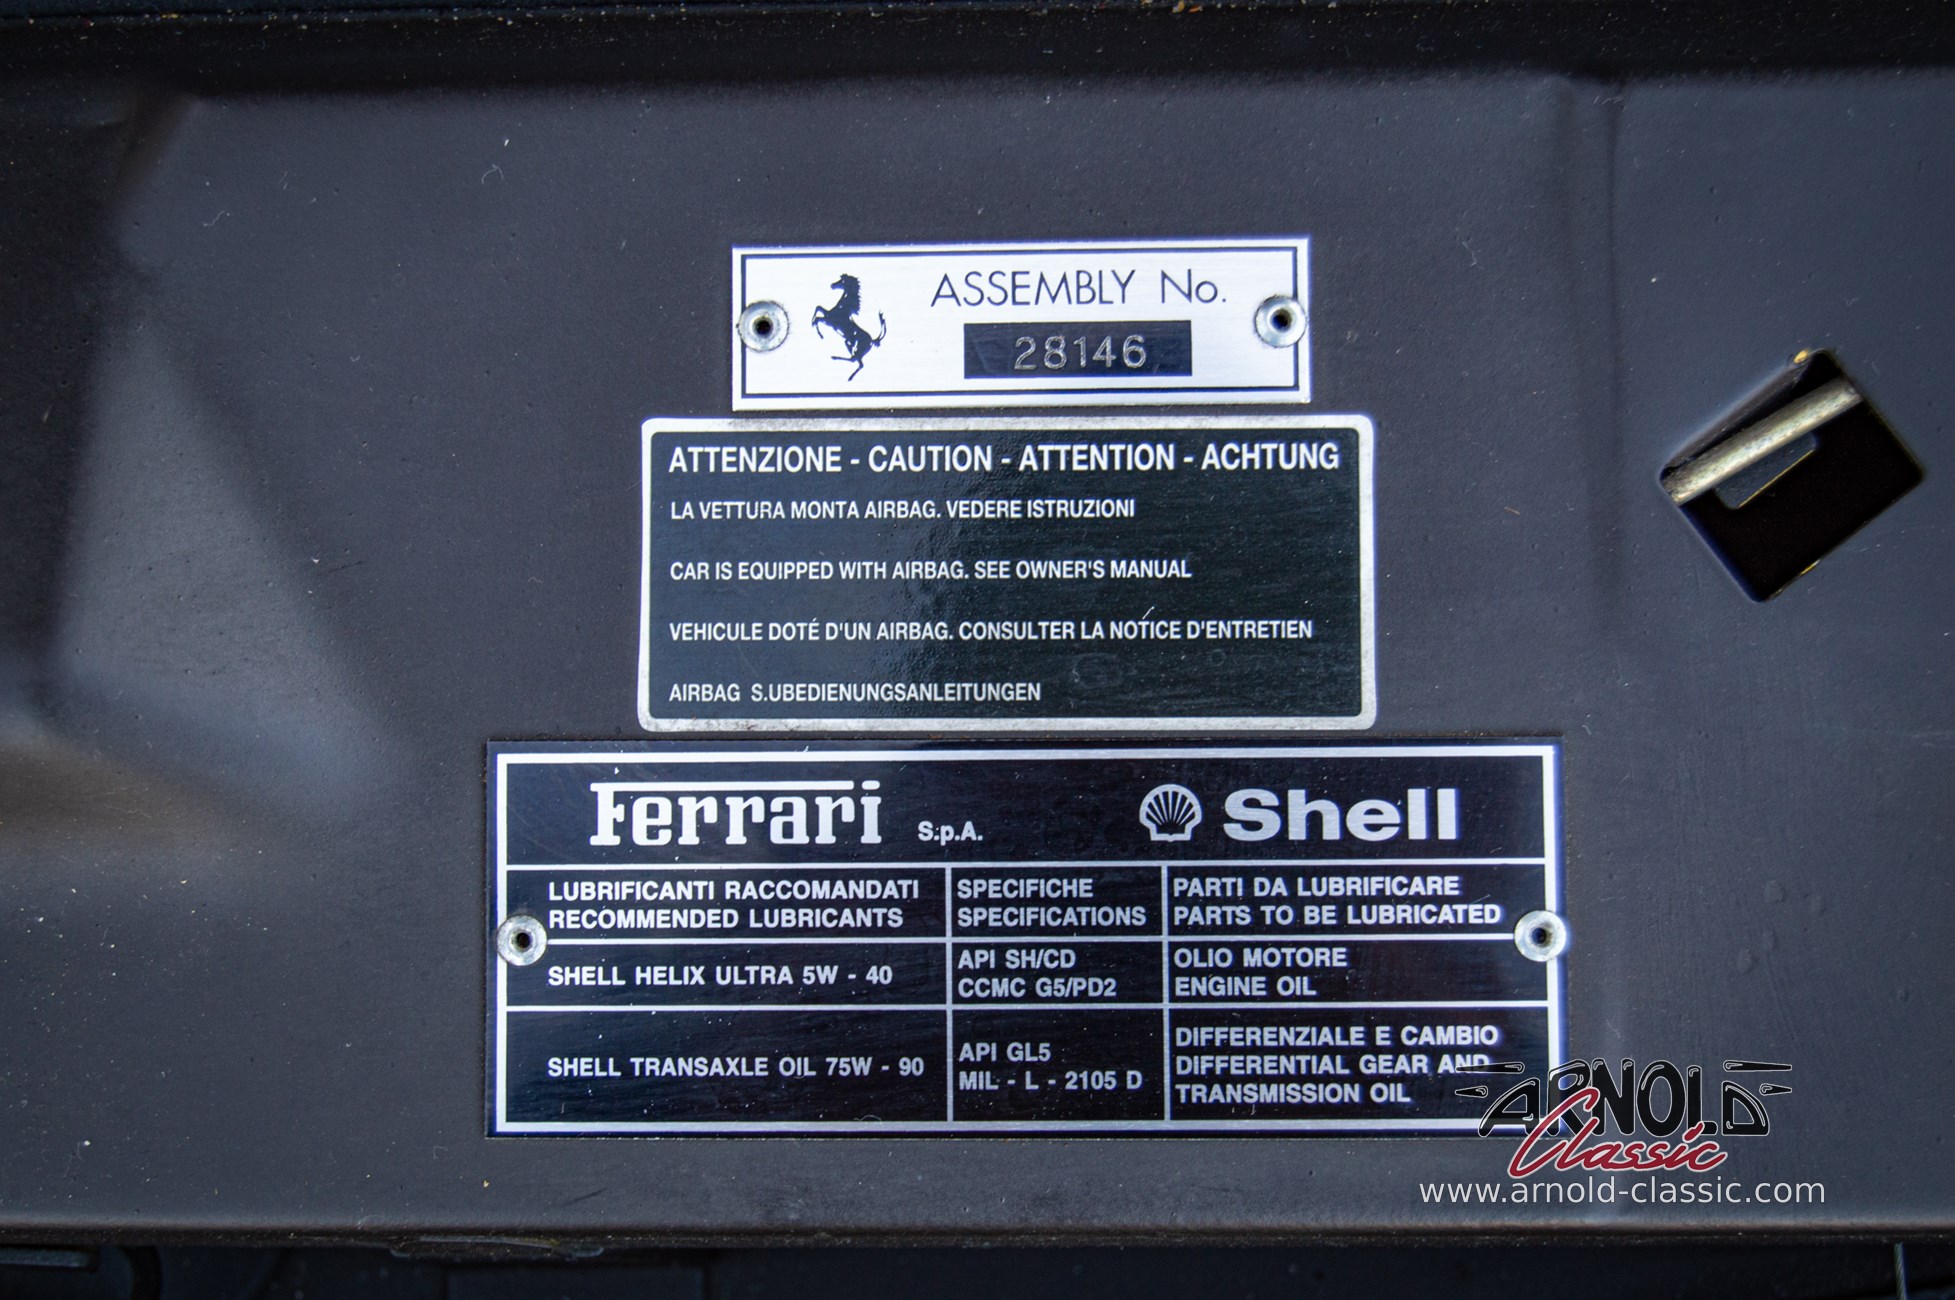 ASSEMBLY No.
28146
ATTENZIONE - CAUTION - ATTENTION - ACHTUNG
LA VETTURA MONTA AIRBAG. VEDERE ISTRUZIONI
CAR IS EQUIPPED WITH AIRBAG. SEE OWNER'S MANUAL
VEHICULE DOTÉ D'UN AIRBAG. CONSULTER LA NOTICE D'ENTRETIEN
AIRBAG S.UBEDIENUNGSANLEITUNGEN
Ferrari S.p.A. Shell
LUBRIFICANTI RACCOMANDATI
RECOMMENDED LUBRICANTS
SPECIFICHE
SPECIFICATIONS
PARTI DA LUBRIFICARE
PARTS TO BE LUBRICATED
SHELL HELIX ULTRA 5W - 40
API SH/CD
CCMC G5/PD2
OLIO MOTORE
ENGINE OIL
SHELL TRANSAXLE OIL 75W - 90
API GL5
MIL - L - 2105 D
DIFFERENZIALE E CAMBIO
DIFFERENTIAL GEAR AND
TRANSMISSION OIL
ARNOLD
Classic
www.arnold-classic.com